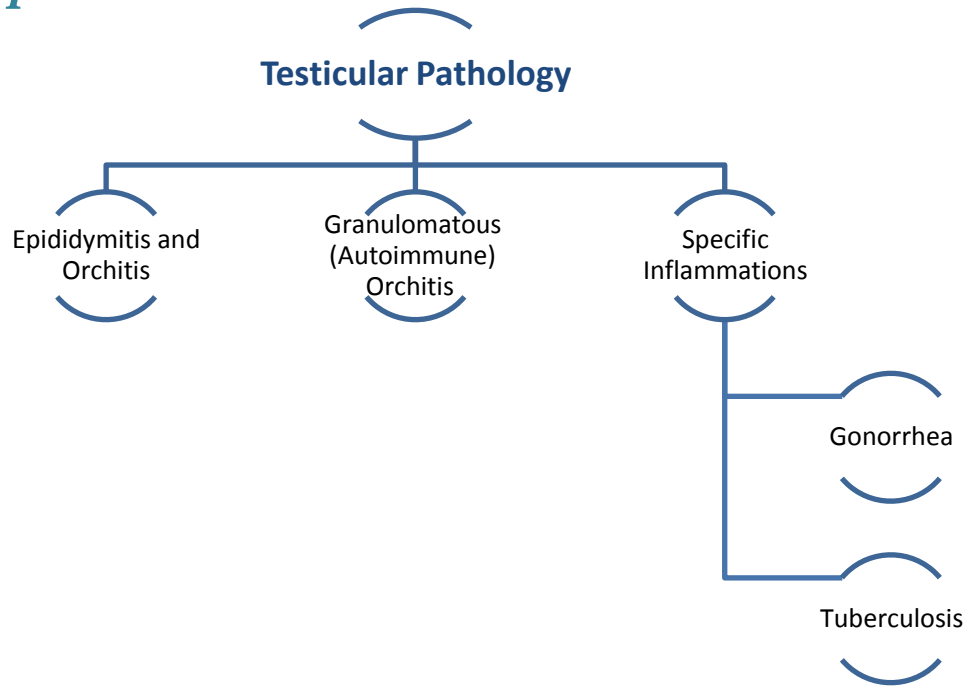 Testicular Pathology
Epididymitis and
Orchitis
Granulomatous
(Autoimmune)
Orchitis
Specific
Inflammations
Gonorrhea
Tuberculosis